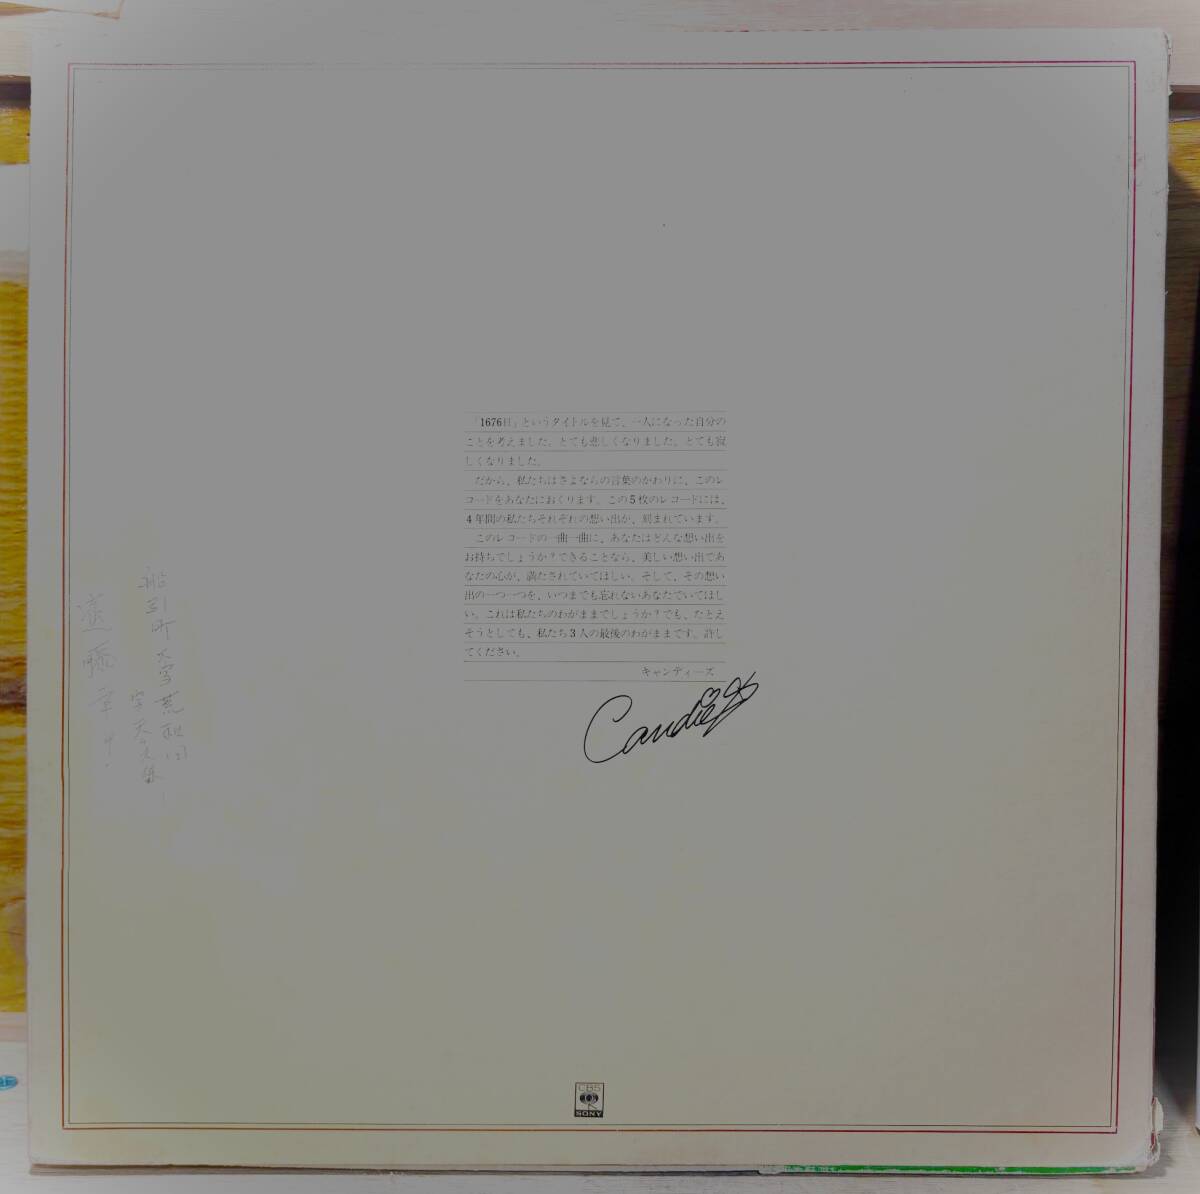 「1676日」というタイトルを見て、一人になった自分の
ことを考えました。とても悲しくなりました。とても寂
しくなりました。
だから、私たちはさよならの言葉のかわりに、このレ
コードをあなたにおくります。この5枚のレコードには、
4年間の私たちそれぞれの想い出が、刻まれています。
このレコードの一曲一曲に、あなたはどんな想い出を
お持ちでしょうか?できることなら、美しい想い出であ
なたの心が、満たされていてほしい。そして、その想い
出の一つ一つを、いつまでも忘れないあなたでいてほし
い。これは私たちのわがままでしょうか?でも、たとえ
そうとしても、私たち3人の最後のわがままです。許し
てください。
キャンディーズ
Candies
CBS
SONY